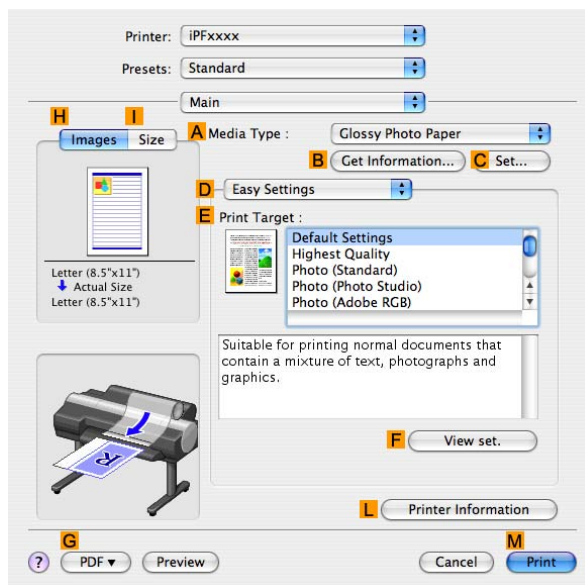 Printer: iPFxxxx
Presets: Standard
Main
H I
Images Size
A Media Type : Glossy Photo Paper
B Get Information... C Set...
D Easy Settings
E Print Target :
Default Settings
Highest Quality
Photo (Standard)
Photo (Photo Studio)
Photo (Adobe RGB)
Letter (8.5"x11")
Actual Size
Letter (8.5"x11")
Suitable for printing normal documents that
contain a mixture of text, photographs and
graphics.
R
F View set.
L Printer Information
G M
? PDF▼ Preview Cancel Print